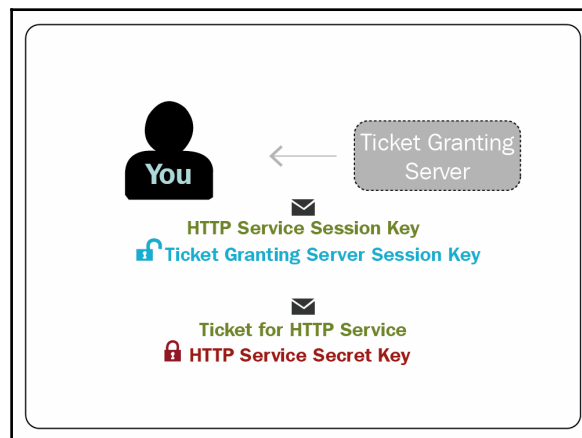 You
Ticket Granting
Server
HTTP Service Session Key
Ticket Granting Server Session Key
Ticket for HTTP Service
HTTP Service Secret Key